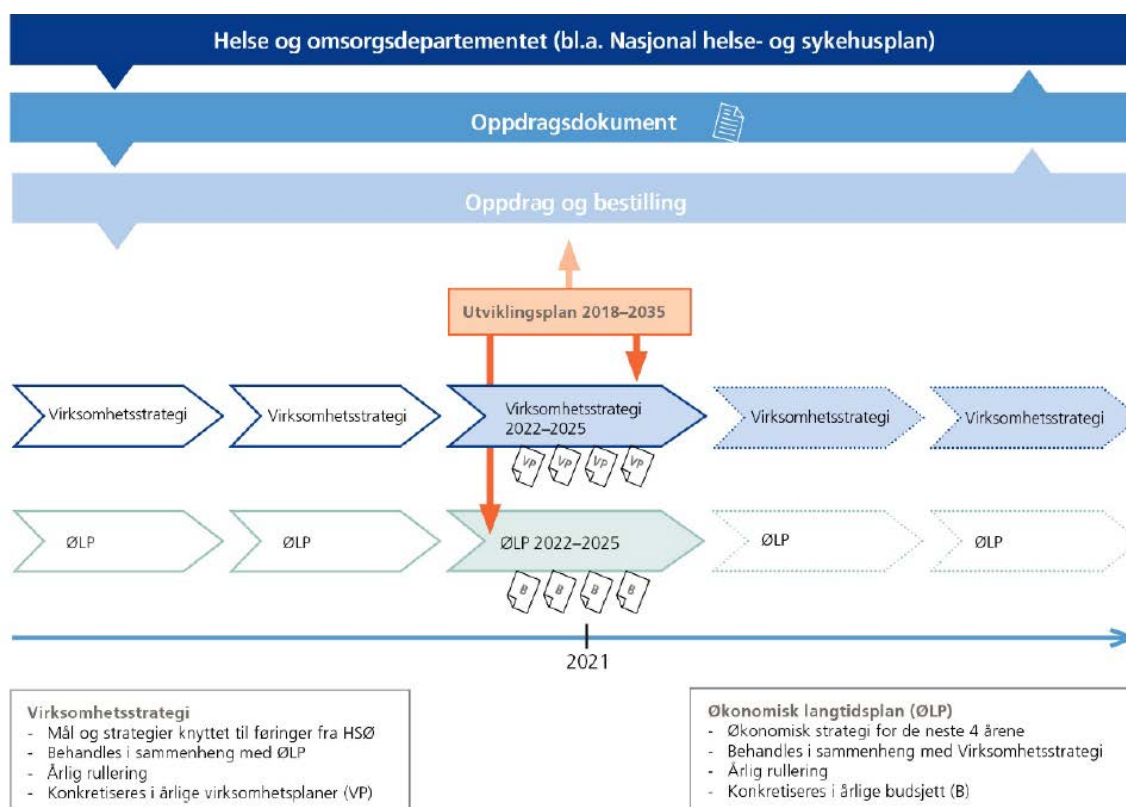 Helse og omsorgsdepartementet (bl.a. Nasjonal helse- og sykehusplan)
Oppdragsdokument
Oppdrag og bestilling
Utviklingsplan 2018–2035
Virksomhetsstrategi
Virksomhetsstrategi
Virksomhetsstrategi
2022–2025
Virksomhetsstrategi
Virksomhetsstrategi
VP VP VP VP
ØLP
ØLP
ØLP 2022–2025
ØLP
ØLP
B B B B
2021
Virksomhetsstrategi
- Mål og strategier knyttet til føringer fra HSØ
- Behandles i sammenheng med ØLP
- Årlig rullering
- Konkretiseres i årlige virksomhetsplaner (VP)
Økonomisk langtidsplan (ØLP)
- Økonomisk strategi for de neste 4 årene
- Behandles i sammenheng med Virksomhetsstrategi
- Årlig rullering
- Konkretiseres i årlige budsjett (B)